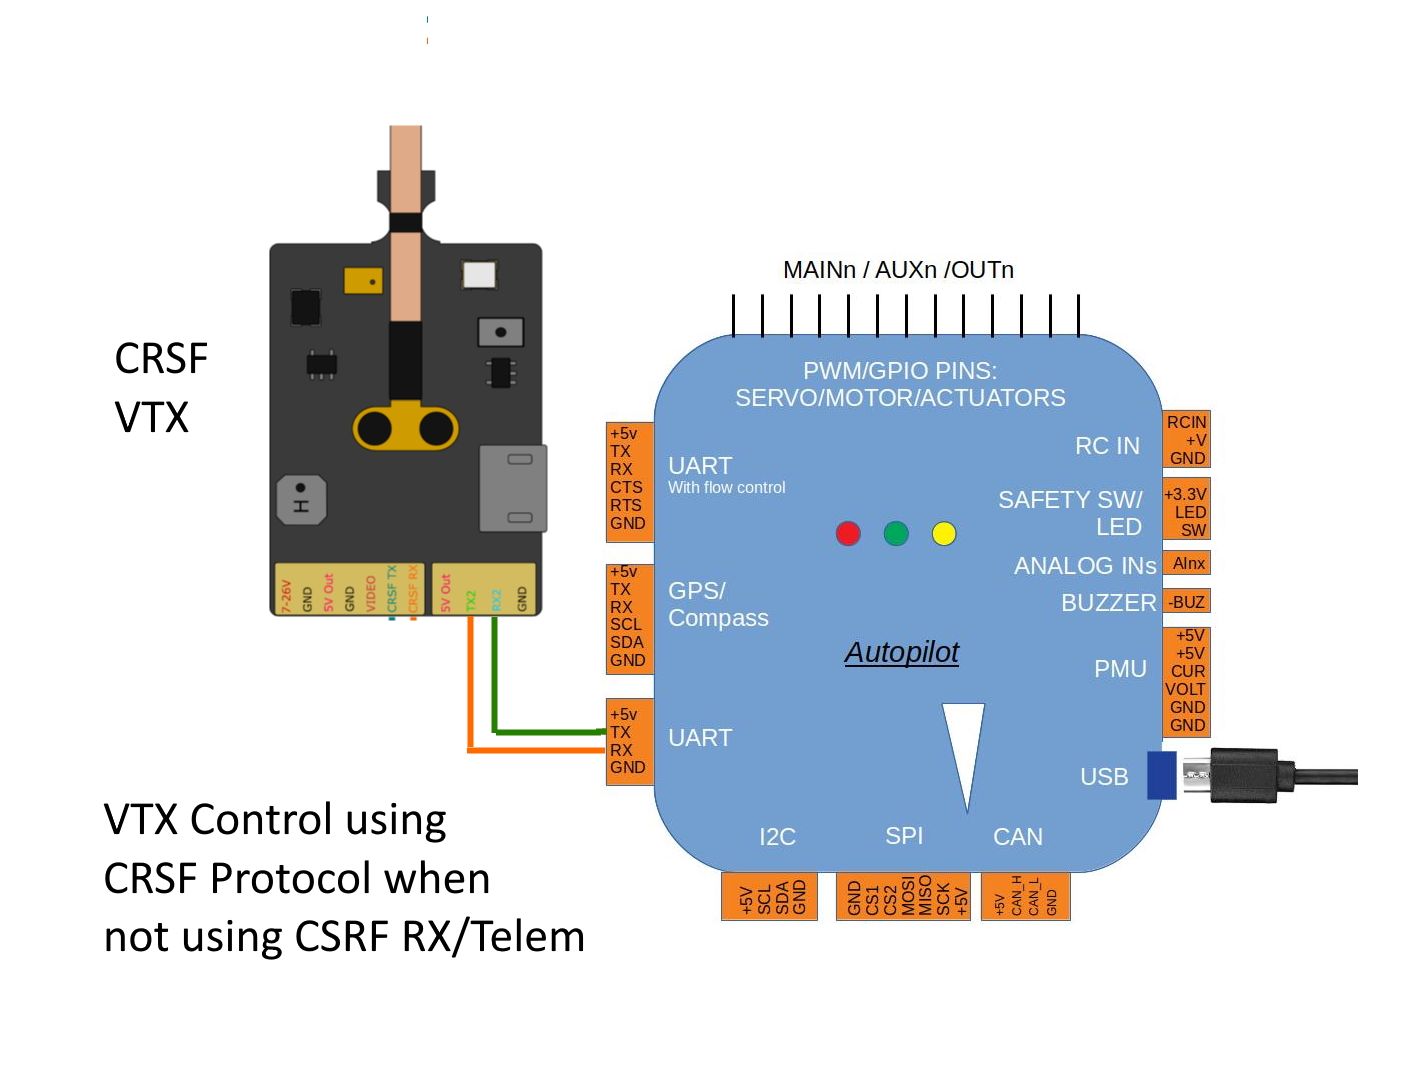 MAINn / AUXn /OUTn
PWM/GPIO PINS:
SERVO/MOTOR/ACTUATORS
CRSF
VTX
7-26V
GND
5V Out
GND
VIDEO
CRSF TX
CRSF RX
5V Out
TX2
RX2
GND
H
+5v
TX
RX
CTS
RTS
GND
UART
With flow control
+5v
TX
RX
SCL
SDA
GND
GPS/
Compass
+5v
TX
RX
GND
UART
Autopilot
RC IN
RCIN
+V
GND
SAFETY SW/
LED
+3.3V
LED
SW
ANALOG INs
AInx
BUZZER
-BUZ
PMU
+5V
+5V
CUR
VOLT
GND
GND
USB
I2C
+5V
SCL
SDA
GND
SPI
GND
CS1
CS2
MOSI
MISO
SCK
+5V
CAN
+5V
CAN_H
CAN_L
GND
VTX Control using
CRSF Protocol when
not using CSRF RX/Telem